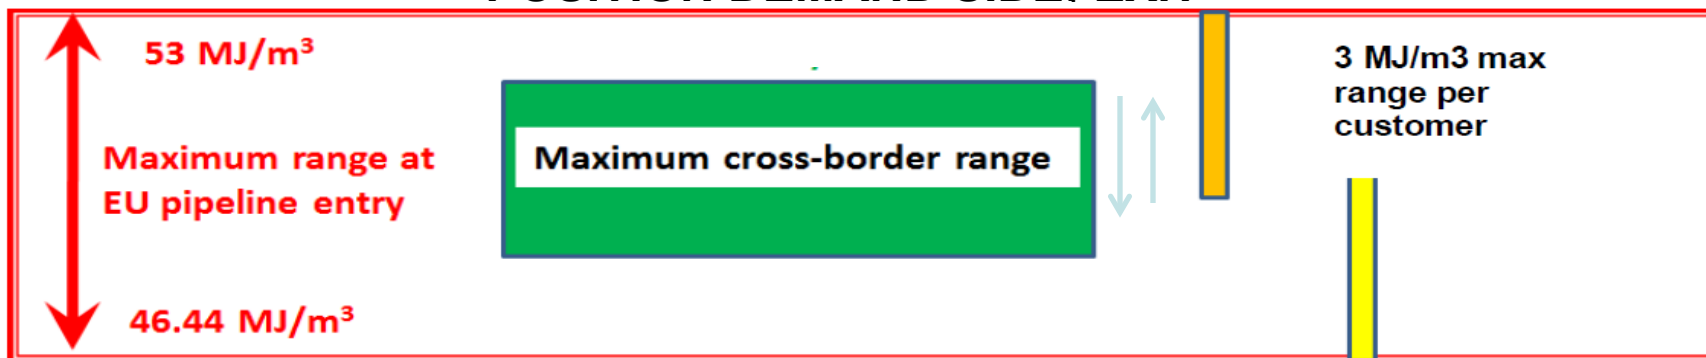 53 MJ/m³
Maximum range at
EU pipeline entry
46.44 MJ/m³
Maximum cross-border range
3 MJ/m3 max
range per
customer